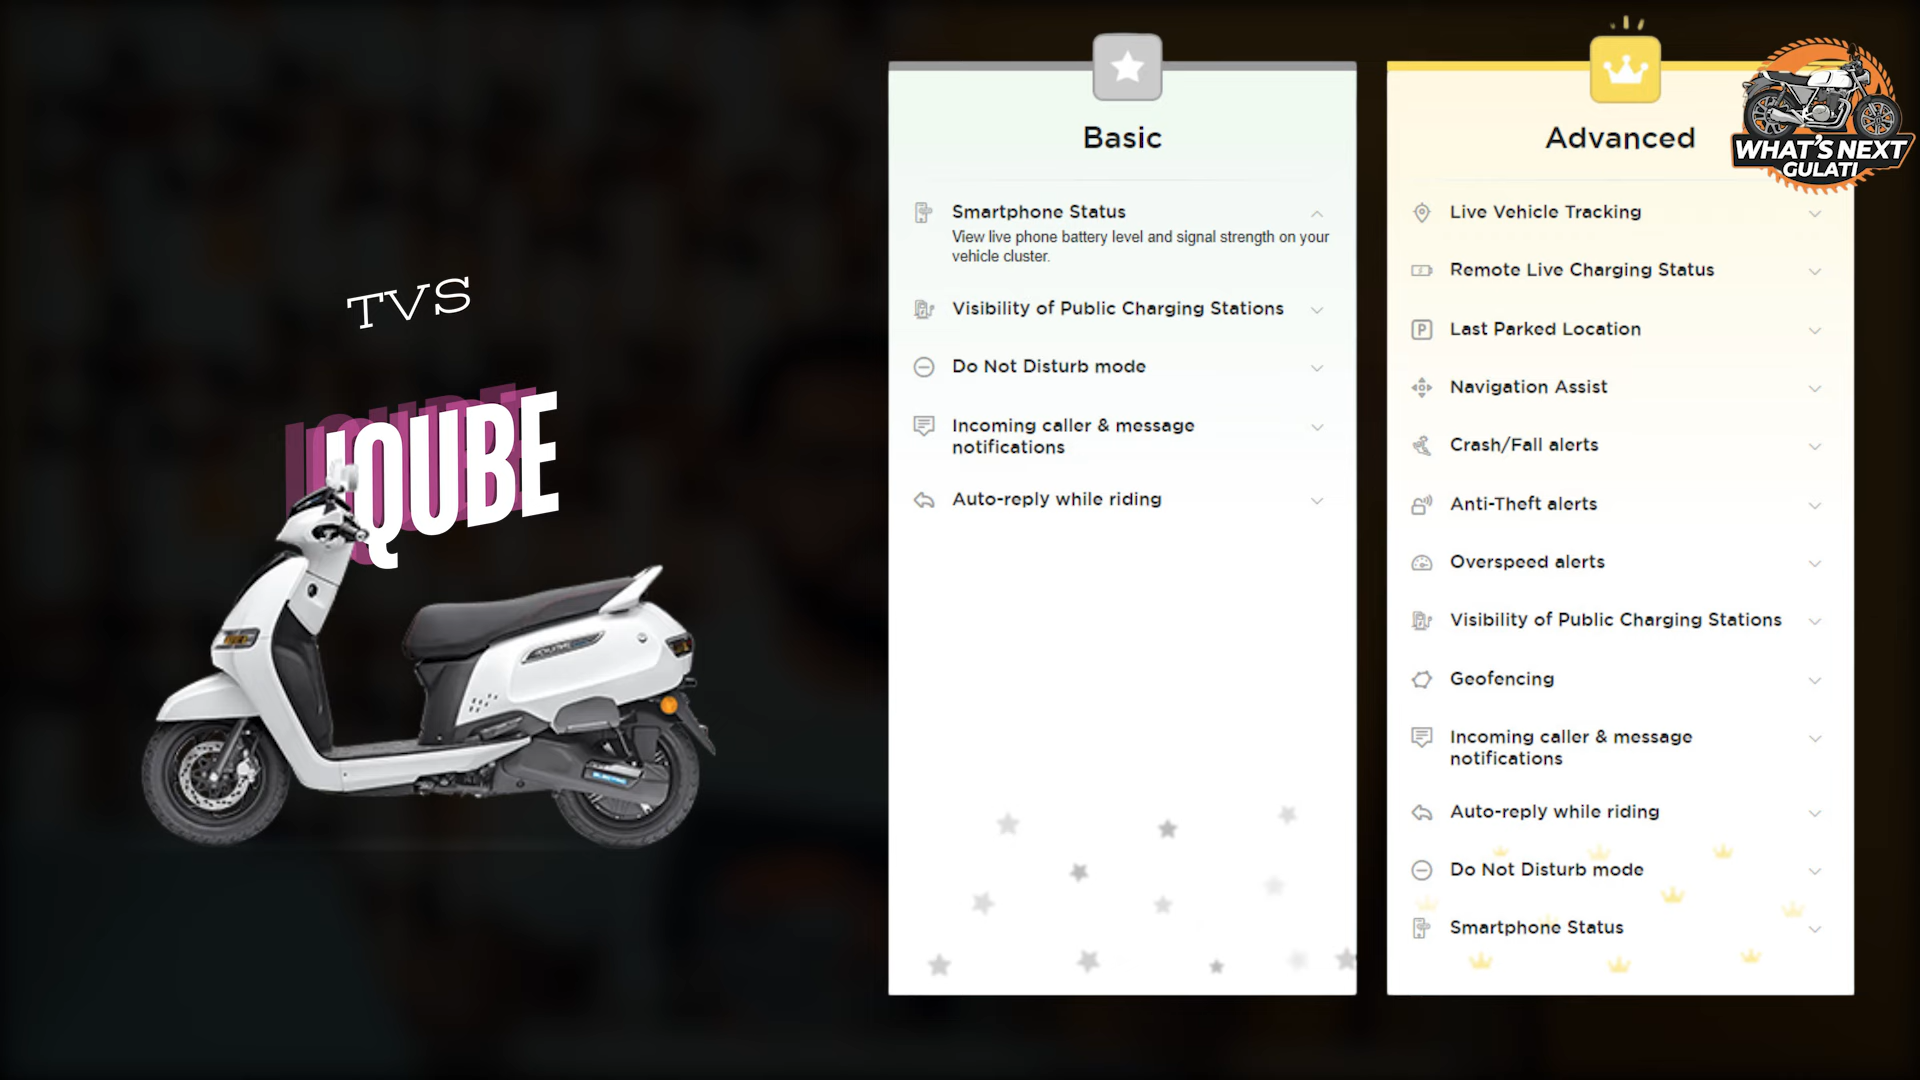 TVS
IQUBE
Basic
Smartphone Status
View live phone battery level and signal strength on your
vehicle cluster.
Visibility of Public Charging Stations
Do Not Disturb mode
Incoming caller & message
notifications
Auto-reply while riding
Advanced
Live Vehicle Tracking
Remote Live Charging Status
Last Parked Location
Navigation Assist
Crash/Fall alerts
Anti-Theft alerts
Overspeed alerts
Visibility of Public Charging Stations
Geofencing
Incoming caller & message
notifications
Auto-reply while riding
Do Not Disturb mode
Smartphone Status
WHAT'S NEXT
GULATI
P